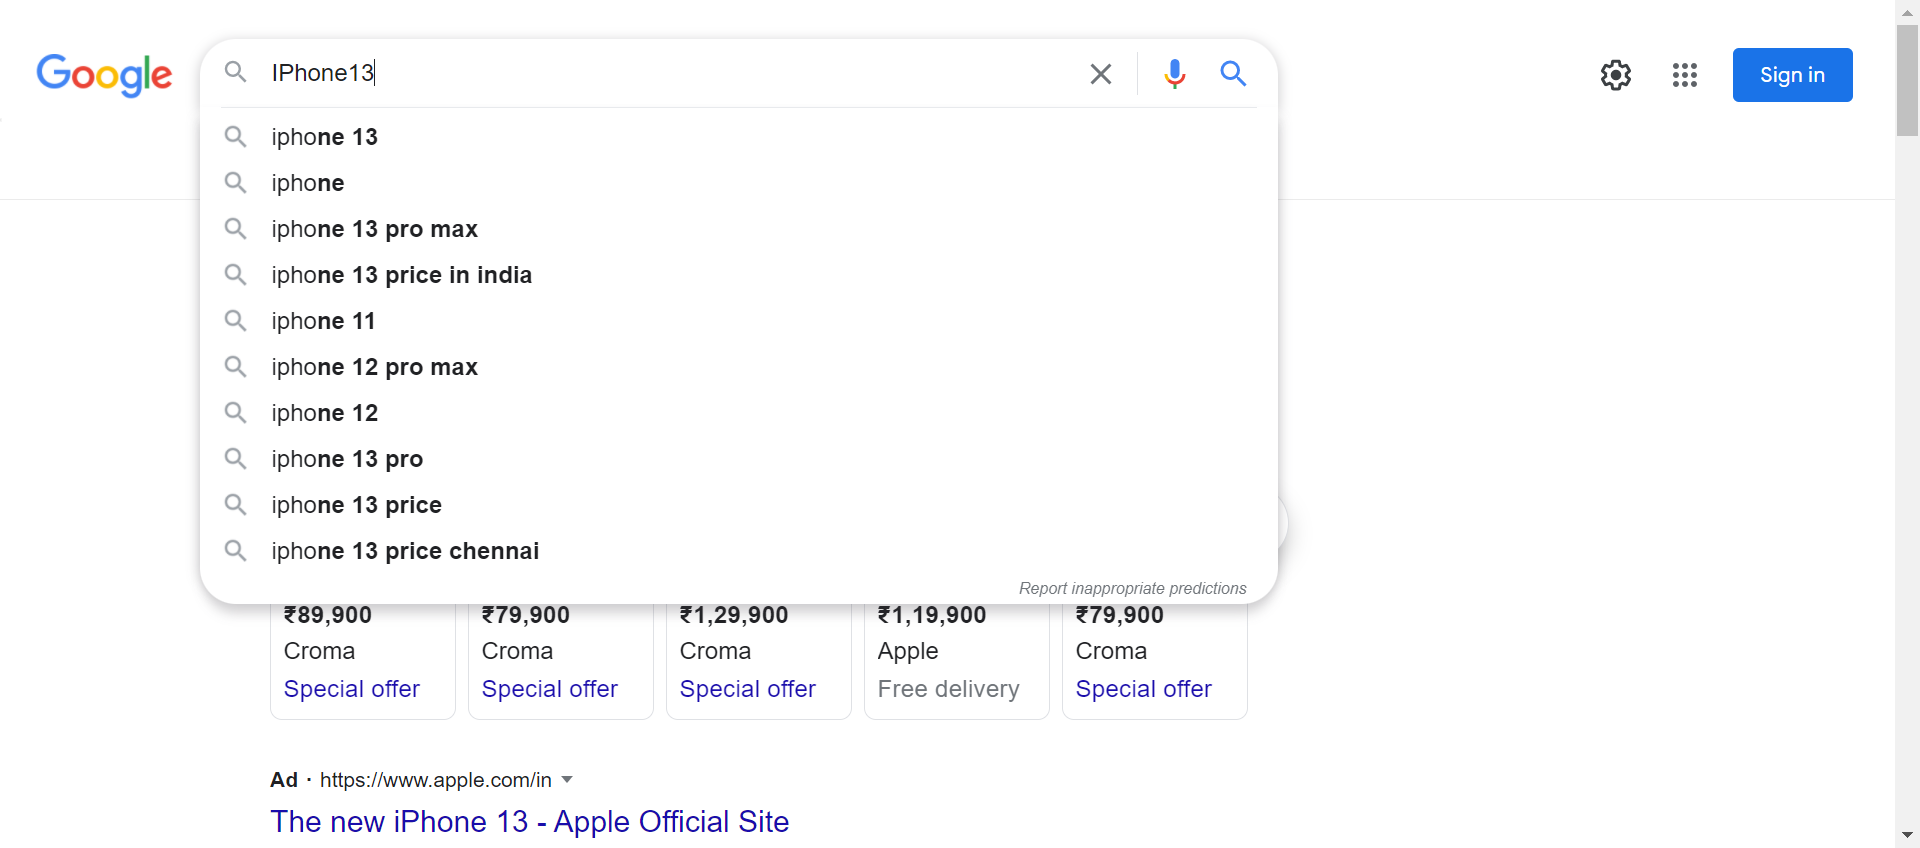 Google
IPhone13
Sign in
iphone 13
iphone
iphone 13 pro max
iphone 13 price in india
iphone 11
iphone 12 pro max
iphone 12
iphone 13 pro
iphone 13 price
iphone 13 price chennai
Report inappropriate predictions
₹89,900 ₹79,900 ₹1,29,900 ₹1,19,900 ₹79,900
Croma Croma Croma Apple Croma
Special offer Special offer Special offer Free delivery Special offer
Ad · https://www.apple.com/in
The new iPhone 13 - Apple Official Site